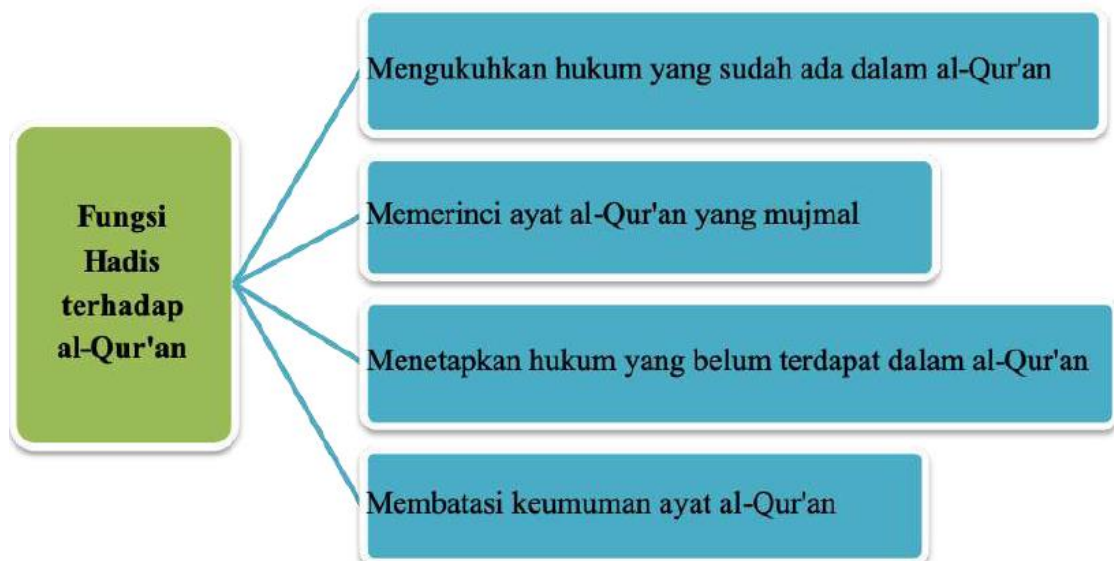 Fungsi
Hadis
terhadap
al-Qur'an
Mengukuhkan hukum yang sudah ada dalam al-Qur'an
Memerinci ayat al-Qur'an yang mujmal
Menetapkan hukum yang belum terdapat dalam al-Qur'an
Membatasi keumuman ayat al-Qur'an